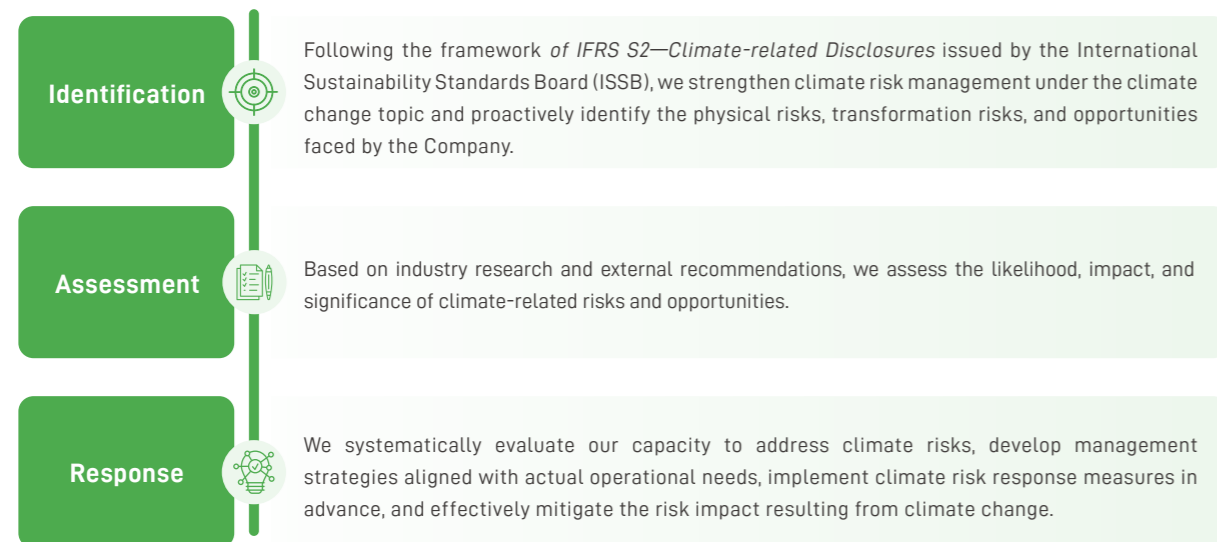 Identification
Following the framework of IFRS S2—Climate-related Disclosures issued by the International
Sustainability Standards Board (ISSB), we strengthen climate risk management under the climate
change topic and proactively identify the physical risks, transformation risks, and opportunities
faced by the Company.
Assessment
Based on industry research and external recommendations, we assess the likelihood, impact, and
significance of climate-related risks and opportunities.
Response
We systematically evaluate our capacity to address climate risks, develop management
strategies aligned with actual operational needs, implement climate risk response measures in
advance, and effectively mitigate the risk impact resulting from climate change.